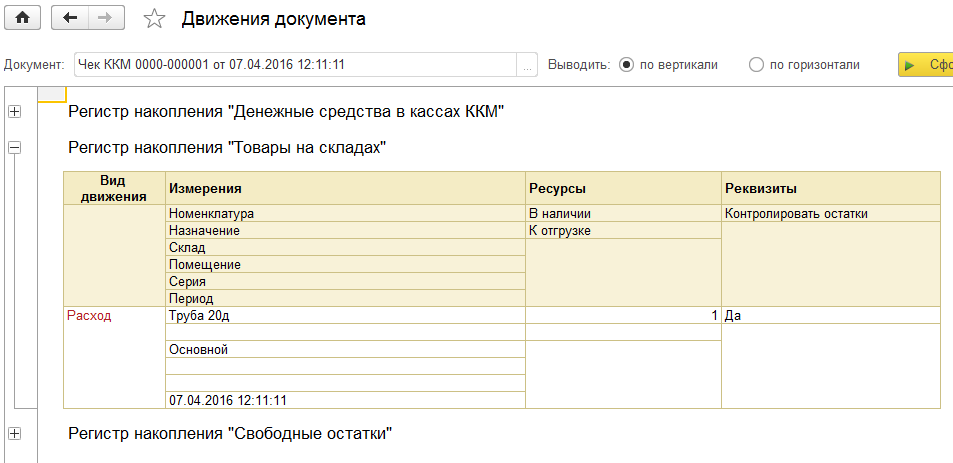 Движения документа
Документ: Чек ККМ 0000-000001 от 07.04.2016 12:11:11 ... Выводить: по вертикали по горизонтали Сфо
Регистр накопления "Денежные средства в кассах ККМ"
Регистр накопления "Товары на складах"
Вид движения Измерения Ресурсы Реквизиты
Номенклатура В наличии Контролировать остатки
Назначение К отгрузке
Склад
Помещение
Серия
Период
Расход Труба 20д 1 Да
Основной
07.04.2016 12:11:11
Регистр накопления "Свободные остатки"